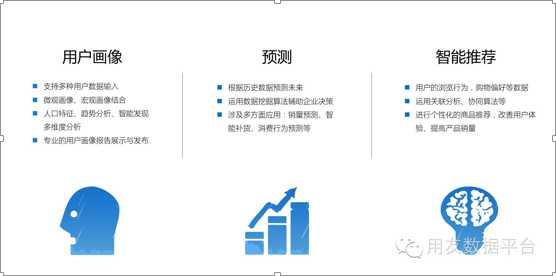 用户画像
支持多种用户数据输入
微观画像、宏观画像结合
人口特征、趋势分析、智能发现
多维度分析
专业的用户画像报告展示与发布
预测
根据历史数据预测未来
运用数据挖掘算法辅助企业决策
涉及多方面应用：销量预测、智
能补货、消费行为预测等
智能推荐
用户的浏览行为，购物偏好等数据
运用关联分析、协同算法等
进行个性化的商品推荐，改善用户体
验、提高产品销量
用友数据平台